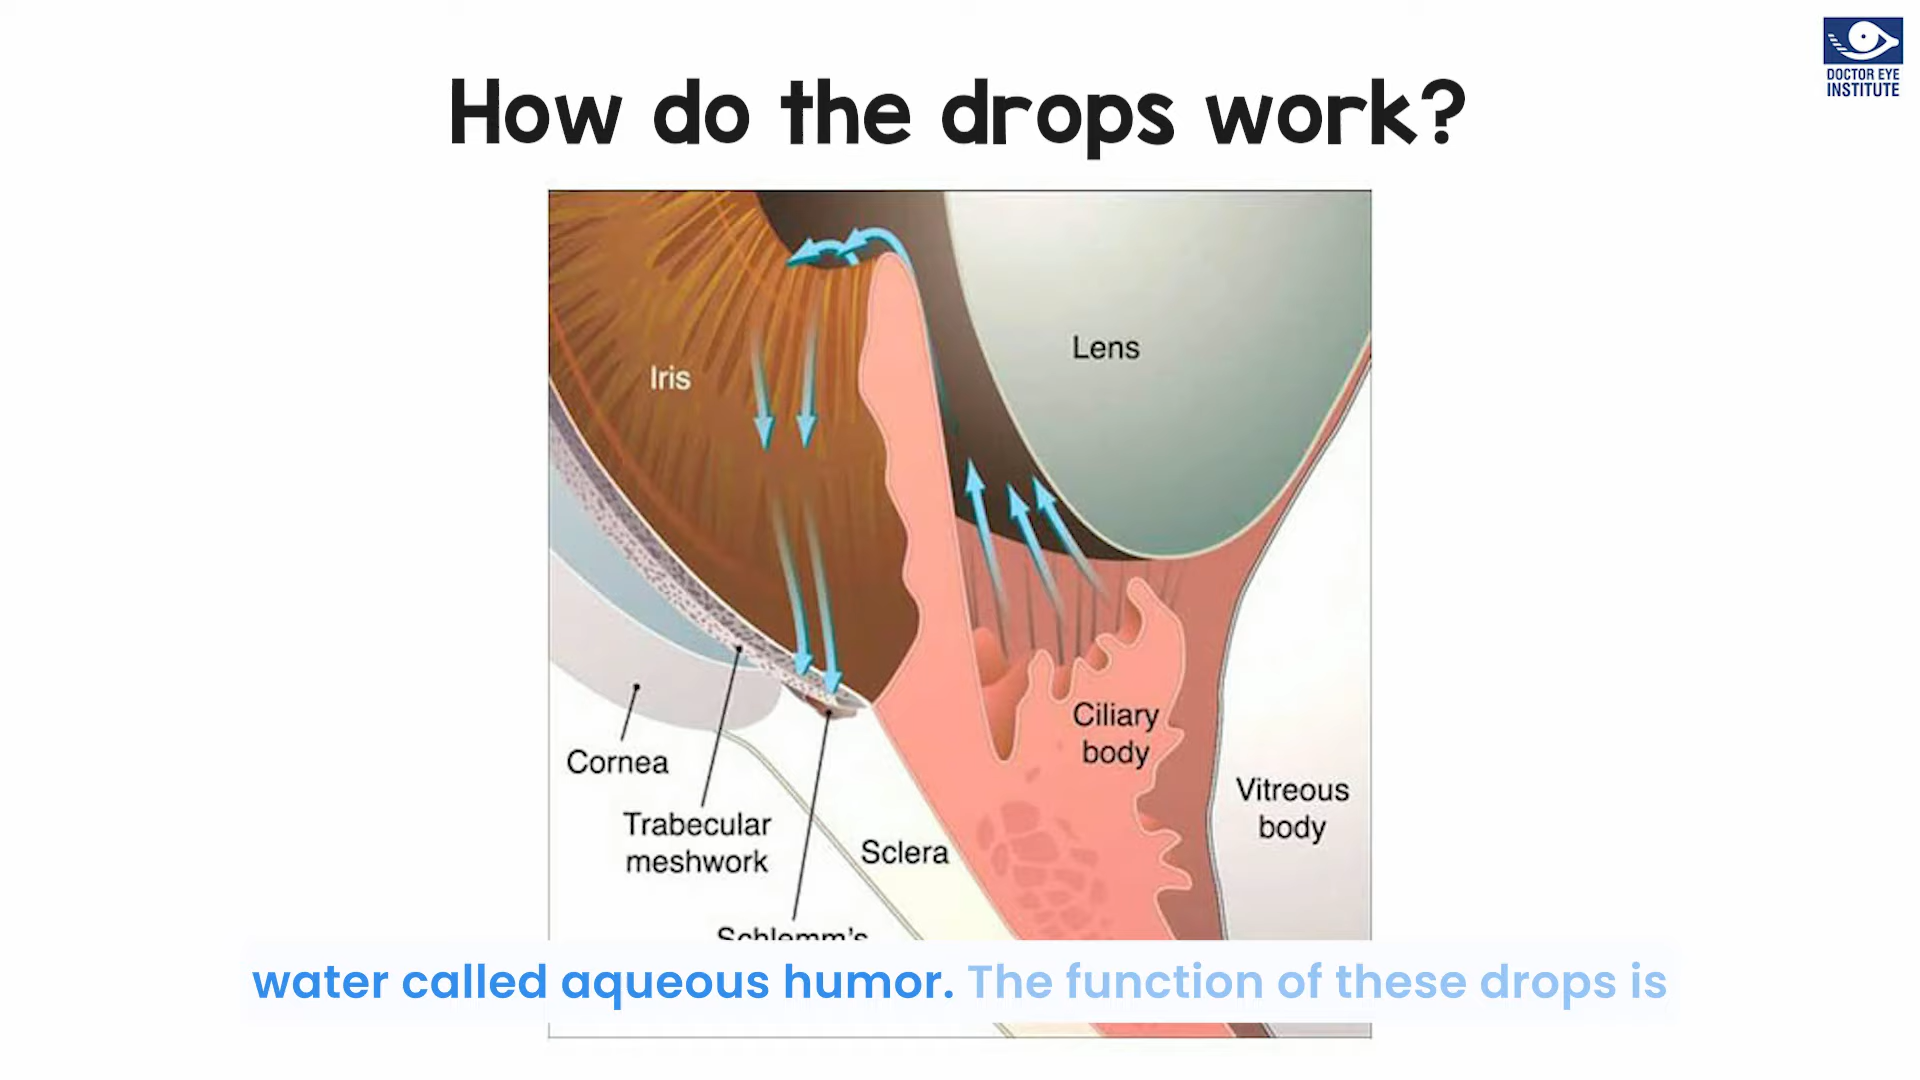 DOCTOR EYE
INSTITUTE
How do the drops work?
Lens
Iris
Ciliary
body
Cornea
Vitreous
body
Trabecular
meshwork
Sclera
Schlemm's
water called aqueous humor. The function of these drops is